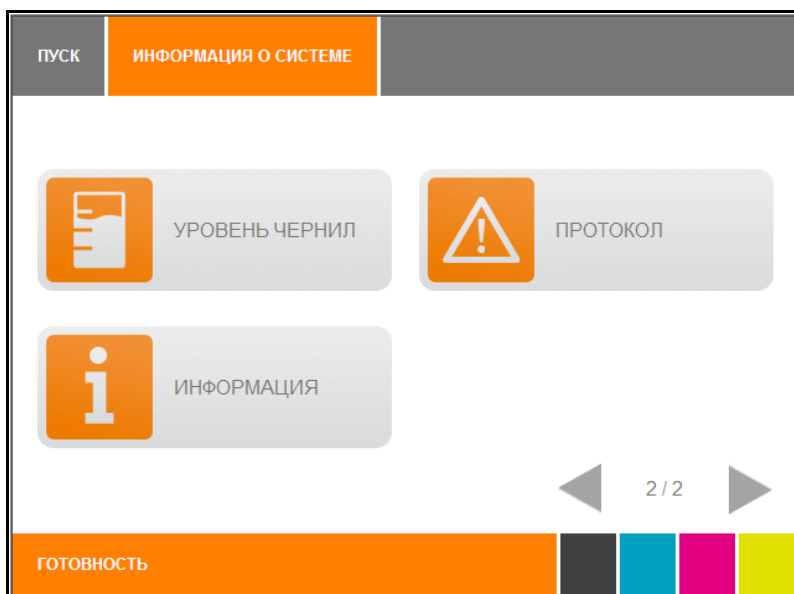 ПУСК
ИНФОРМАЦИЯ О СИСТЕМЕ
УРОВЕНЬ ЧЕРНИЛ
ПРОТОКОЛ
ИНФОРМАЦИЯ
2 / 2
ГОТОВНОСТЬ